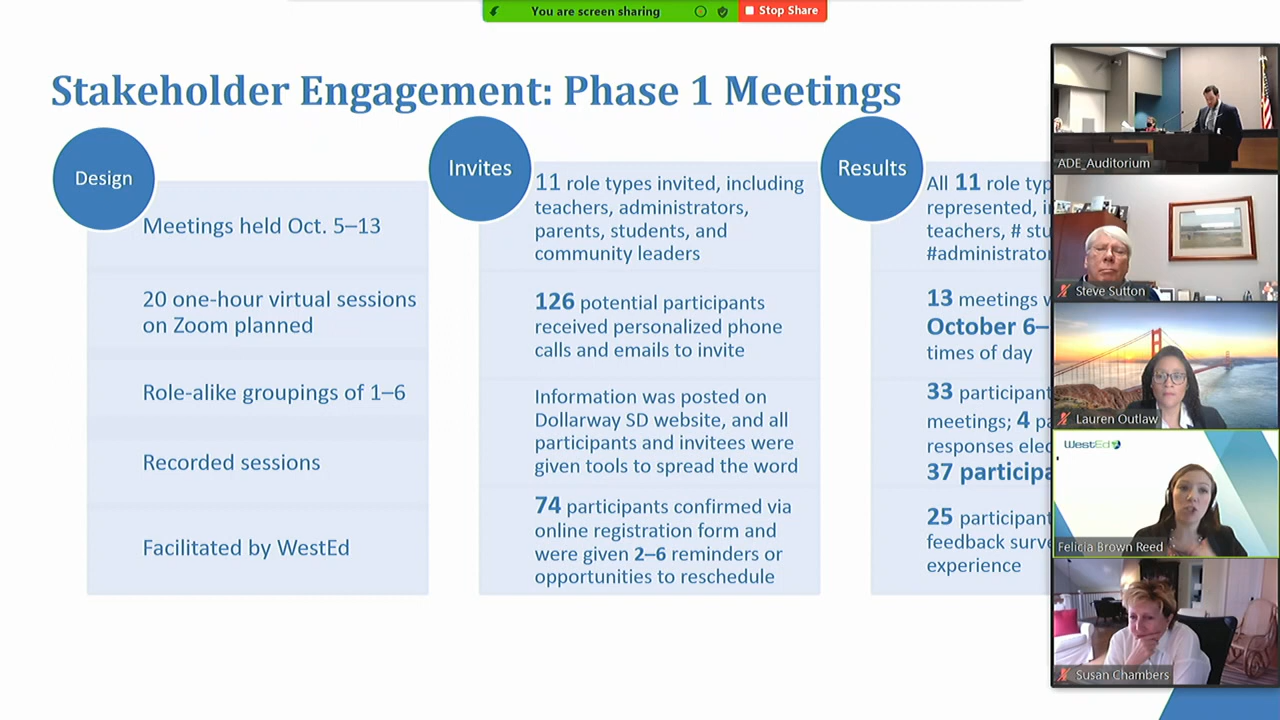 You are screen sharing
Stop Share
Stakeholder Engagement: Phase 1 Meetings
Design
Meetings held Oct. 5–13
20 one-hour virtual sessions
on Zoom planned
Role-alike groupings of 1–6
Recorded sessions
Facilitated by WestEd
Invites
11 role types invited, including
teachers, administrators,
parents, students, and
community leaders
126 potential participants
received personalized phone
calls and emails to invite
Information was posted on
Dollarway SD website, and all
participants and invitees were
given tools to spread the word
74 participants confirmed via
online registration form and
were given 2–6 reminders or
opportunities to reschedule
Results
All 11 role typ
represented, i
teachers, # stu
#administrator
13 meetings
October 6–
times of day
33 participant
meetings; 4 pa
responses elec
37 participa
25 participant
feedback surve
experience
ADE_Auditorium
Steve Sutton
Lauren Outlaw
WestEd
Felicia Brown Reed
Susan Chambers